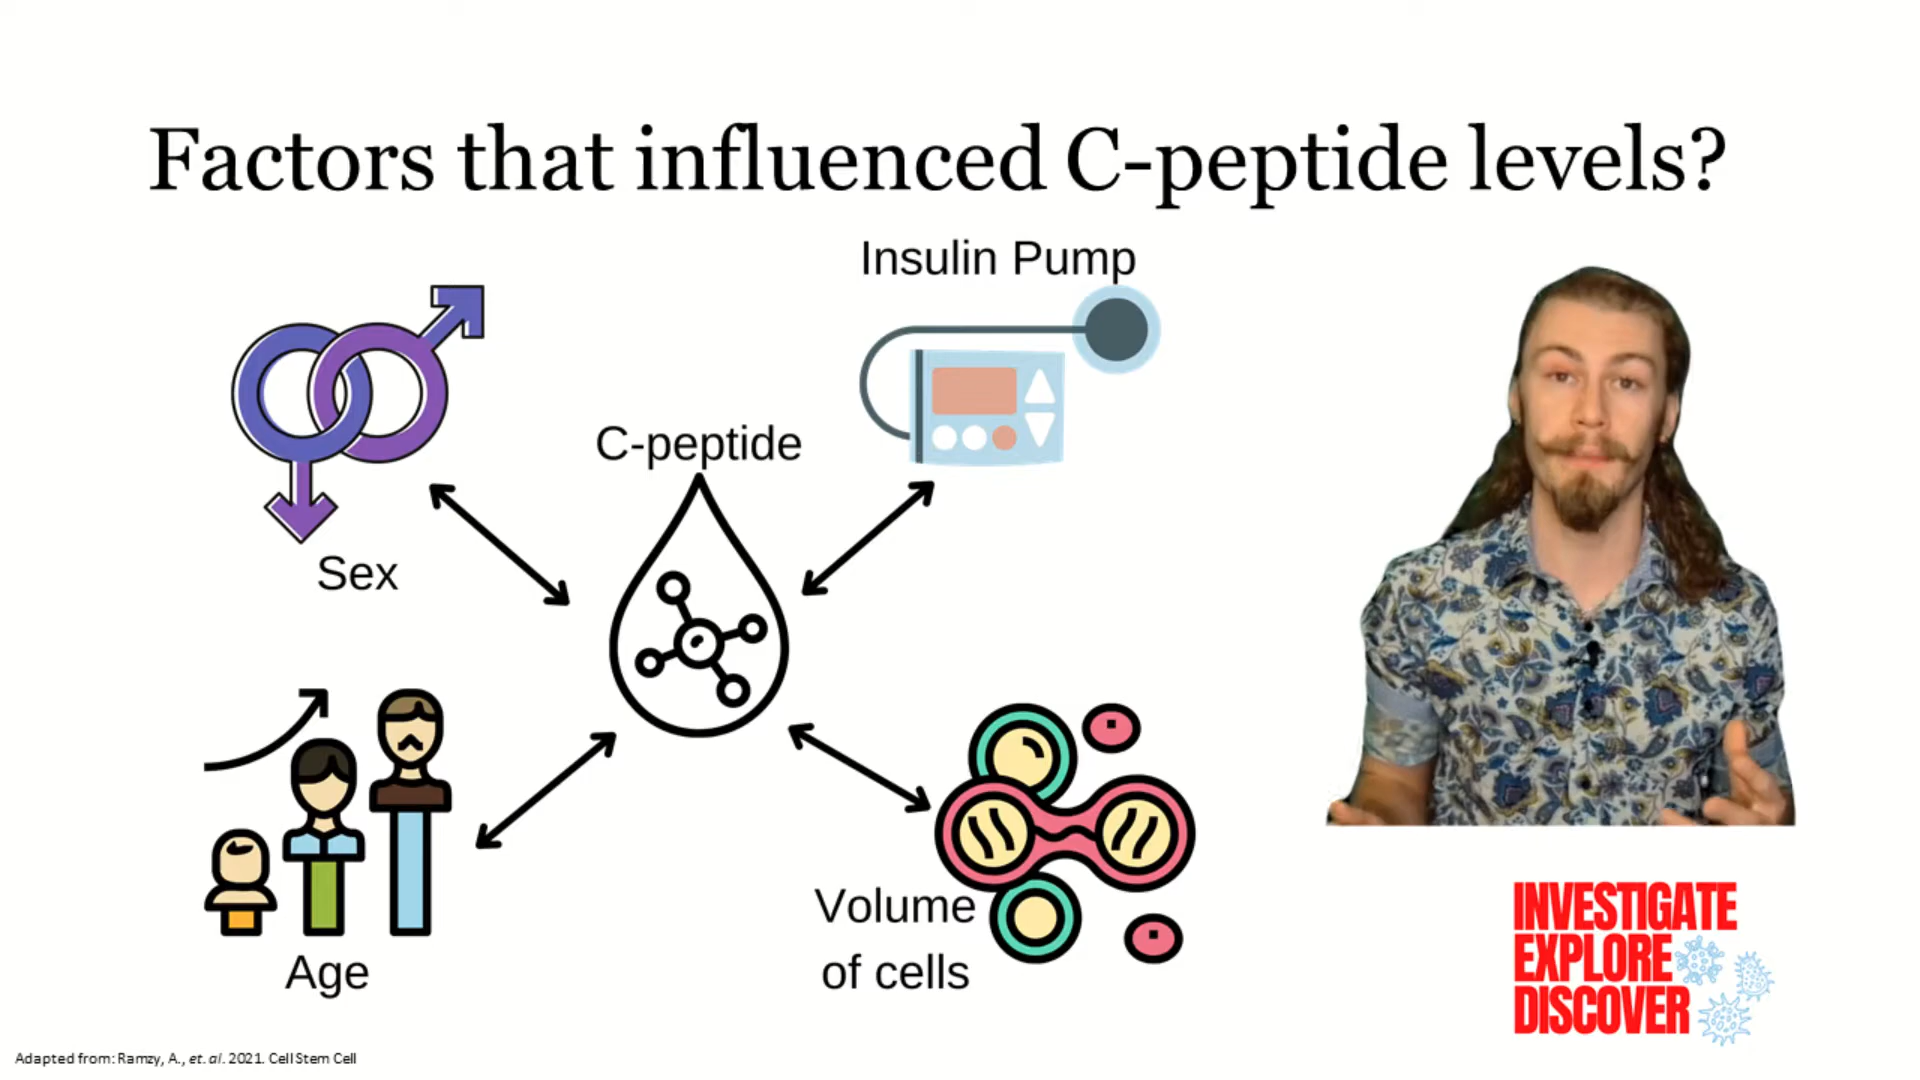 Factors that influenced C-peptide levels?
Insulin Pump
C-peptide
Sex
Volume
of cells
Age
INVESTIGATE
EXPLORE
DISCOVER
Adapted from: Ramzy, A., et. al. 2021. Cell Stem Cell